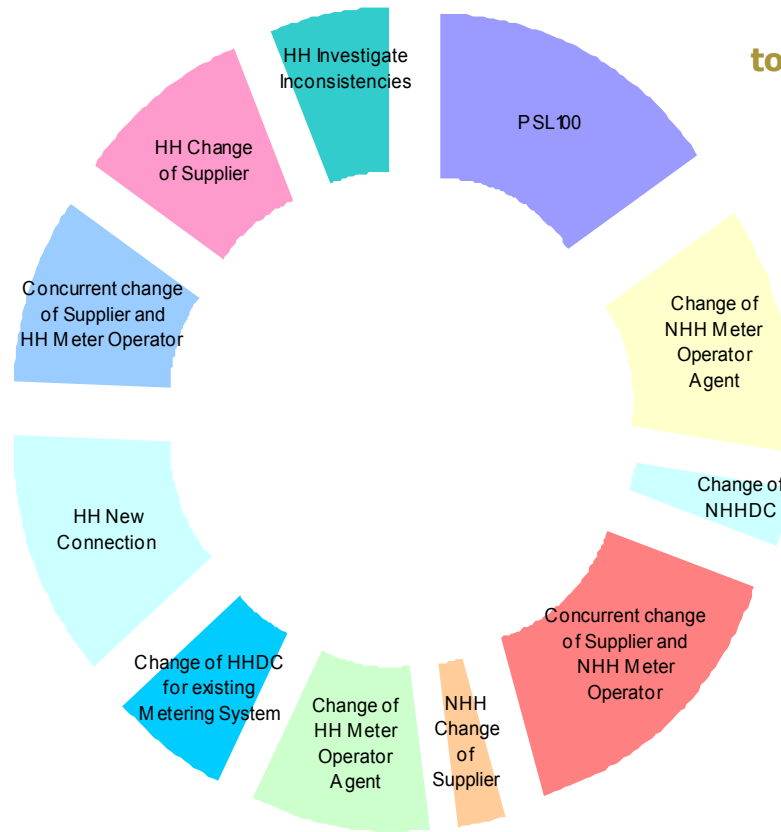 to
HH Investigate
Inconsistencies
PSL100
HH Change
of Supplier
Concurrent change
of Supplier and
HH Meter Operator
Change of
NHH Meter
Operator
Agent
Change of
NHHDC
HH New
Connection
Concurrent change
of Supplier and
NHH Meter
Operator
Change of HHDC
for existing
Metering System
Change of
HH Meter
Operator
Agent
NHH
Change
of
Supplier